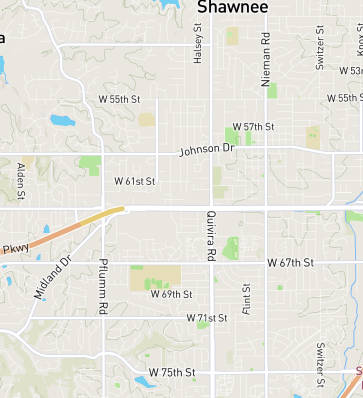 Shawnee
a
Halsey St
Nieman Rd
Switzer St
Knox St
W 53r
W 55th St
W 55th S
W 57th St
Johnson Dr
Alden St
W 61st St
Pkwy
Midland Dr
Pflumm Rd
Quivira Rd
W 67th St
W 69th St
Flint St
W 71st St
Switzer St
W 75th St
S